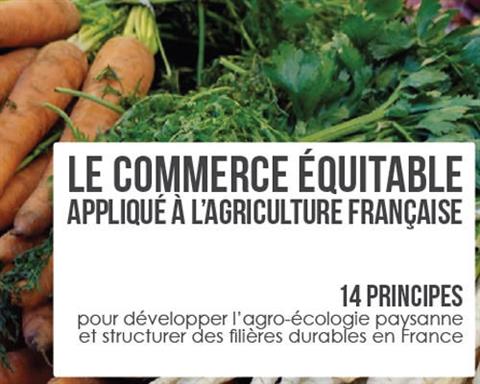 LE COMMERCE ÉQUITABLE
APPLIQUÉ À L'AGRICULTURE FRANÇAISE
14 PRINCIPES
pour développer l'agro-écologie paysanne
et structurer des filières durables en France